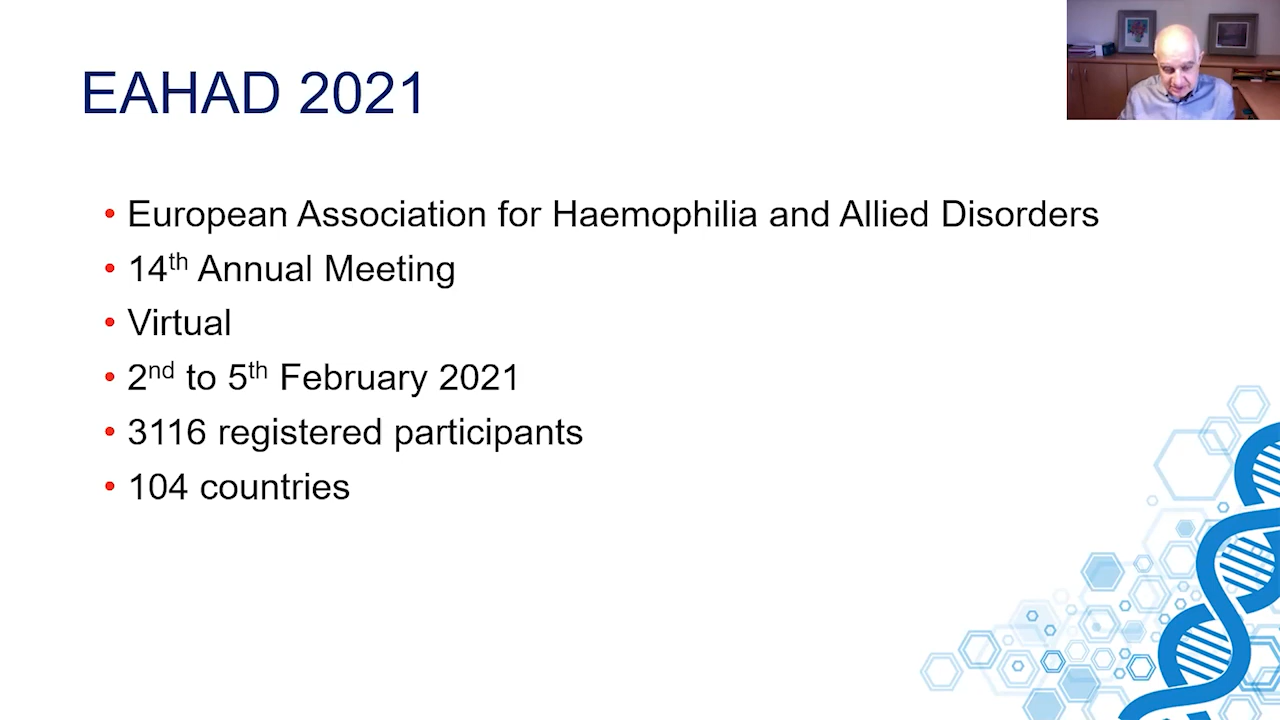 EAHAD 2021
• European Association for Haemophilia and Allied Disorders
• 14th Annual Meeting
• Virtual
• 2nd to 5th February 2021
• 3116 registered participants
• 104 countries